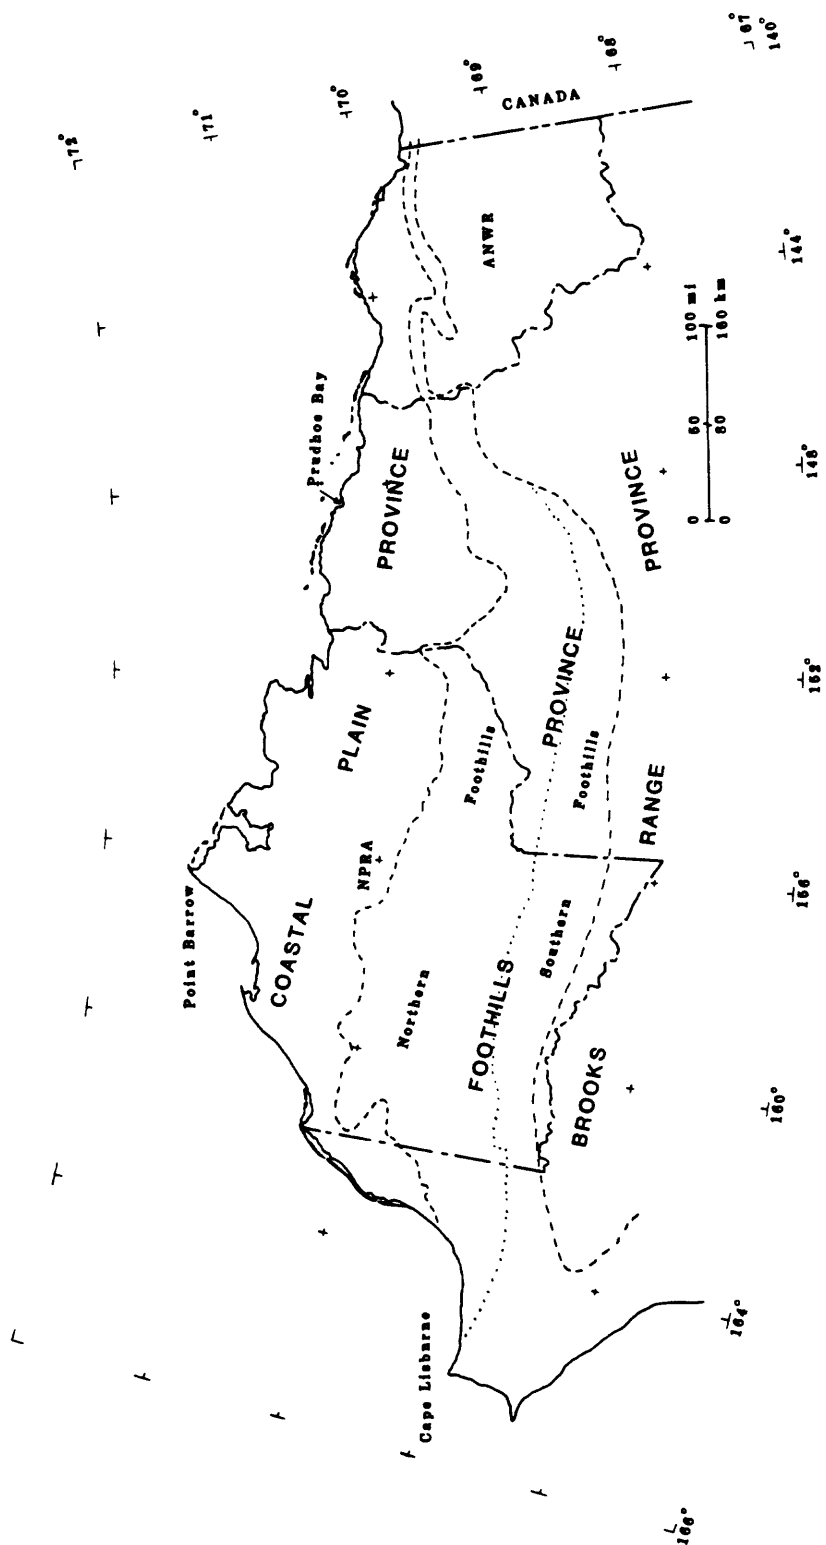 72°
71°
70°
69°
68°
67°
140°
CANADA
ANWR
144°
100 mi
160 km
50
80
0
0
Prudhoe Bay
148°
PROVINCE
PROVINCE
PROVINCE
152°
PLAIN
Foothills
Foothills
RANGE
Point Barrow
NPRA
156°
COASTAL
Northern
Southern
FOOTHILLS
BROOKS
160°
Cape Lisburne
164°
166°